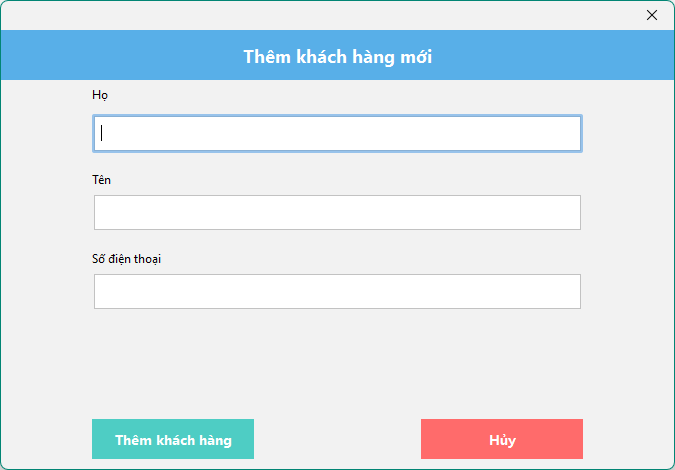 Thêm khách hàng mới
Họ
Tên
Số điện thoại
Thêm khách hàng
Hủy